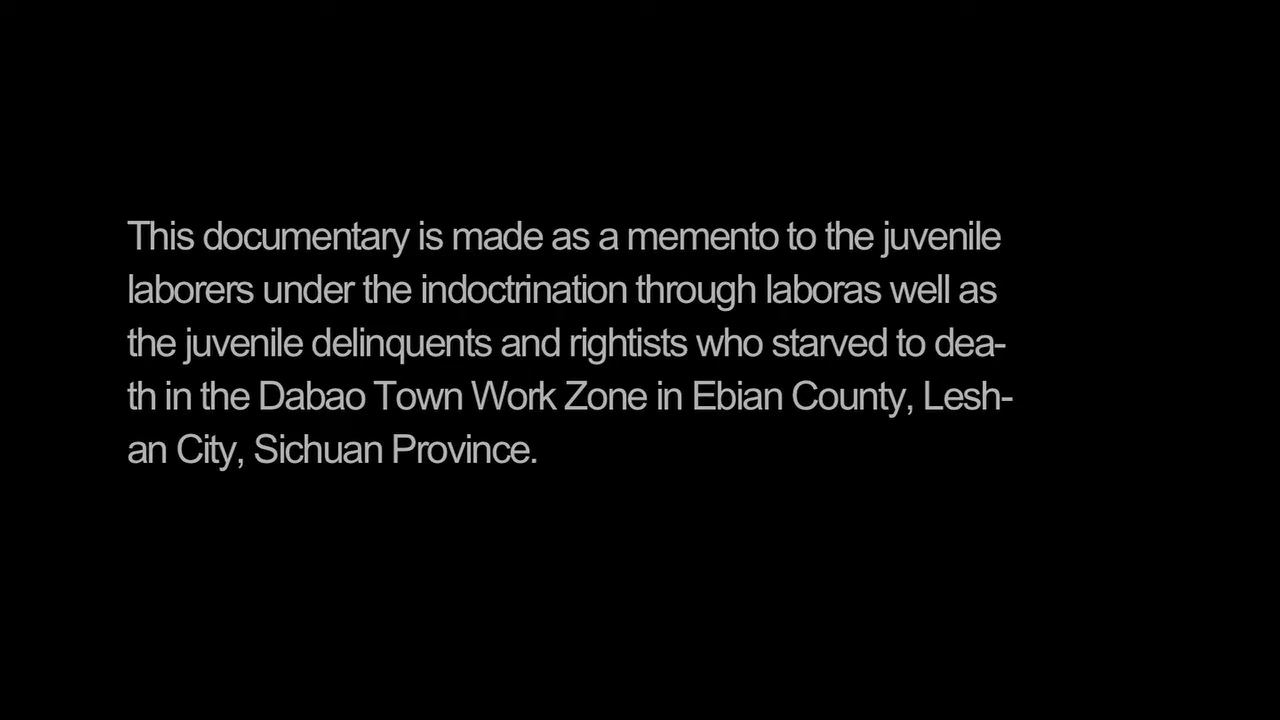 This documentary is made as a memento to the juvenile
laborers under the indoctrination through laboras well as
the juvenile delinquents and rightists who starved to dea-
th in the Dabao Town Work Zone in Ebian County, Lesh-
an City, Sichuan Province.